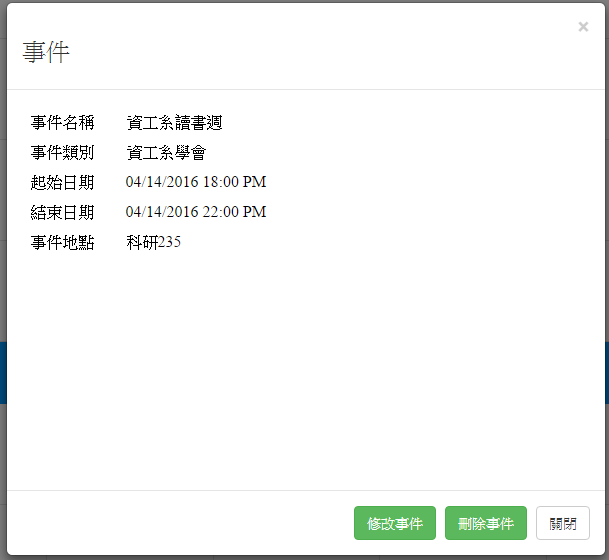 ×
事件
事件名稱 資工系讀書週
事件類別 資工系學會
起始日期 04/14/2016 18:00 PM
結束日期 04/14/2016 22:00 PM
事件地點 科研235
修改事件 刪除事件 關閉